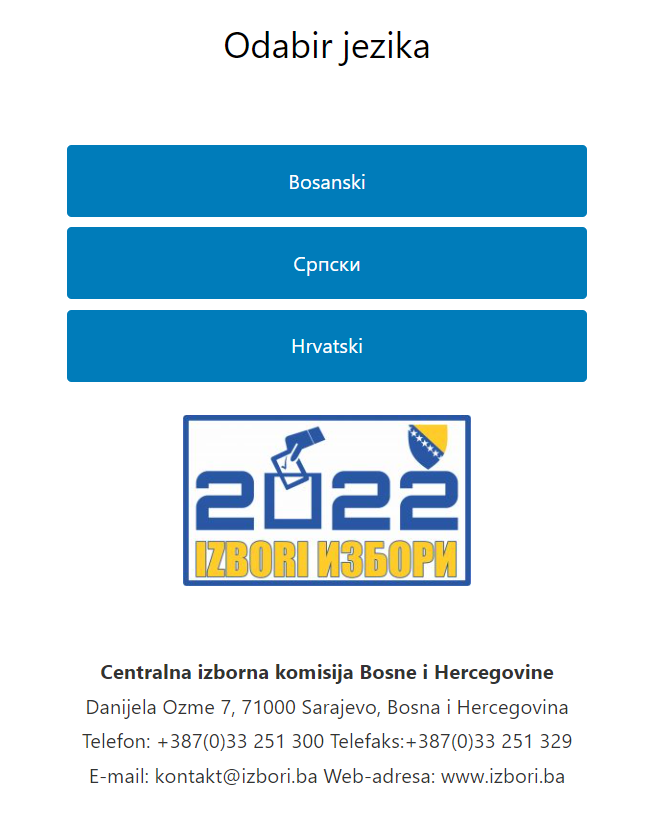 Odabir jezika
Bosanski
Српски
Hrvatski
2022
IZBORI ИЗБОРИ
Centralna izborna komisija Bosne i Hercegovine
Danijela Ozme 7, 71000 Sarajevo, Bosna i Hercegovina
Telefon: +387(0)33 251 300 Telefaks:+387(0)33 251 329
E-mail: kontakt@izbori.ba Web-adresa: www.izbori.ba